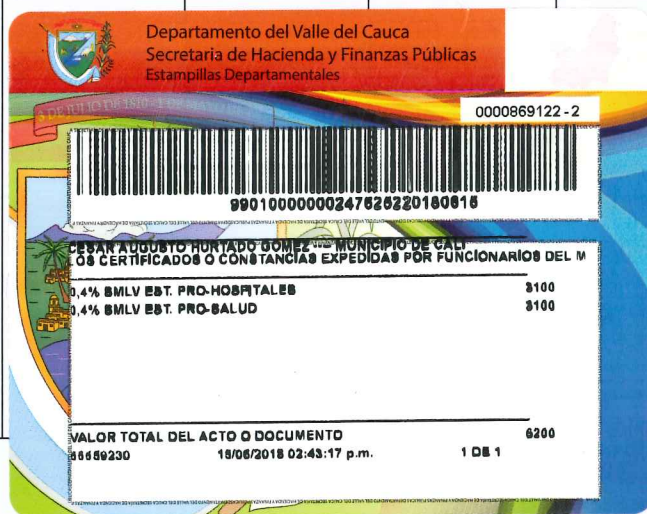 Departamento del Valle del Cauca
Secretaria de Hacienda y Finanzas Públicas
Estampillas Departamentales
0000869122-2
CESAR AUGUSTO HURTADO GOMEZ - - MUNICIPIO DE CALI
LOS CERTIFICADOS O CONSTANCIAS EXPEDIDAS POR FUNCIONARIOS DEL M
0,4% SMLV EST. PRO-HOSPITALES 3100
0,4% SMLV EST. PRO-SALUD 3100
VALOR TOTAL DEL ACTO O DOCUMENTO 6200
15/06/2018 02:43:17 p.m. 1 DE 1